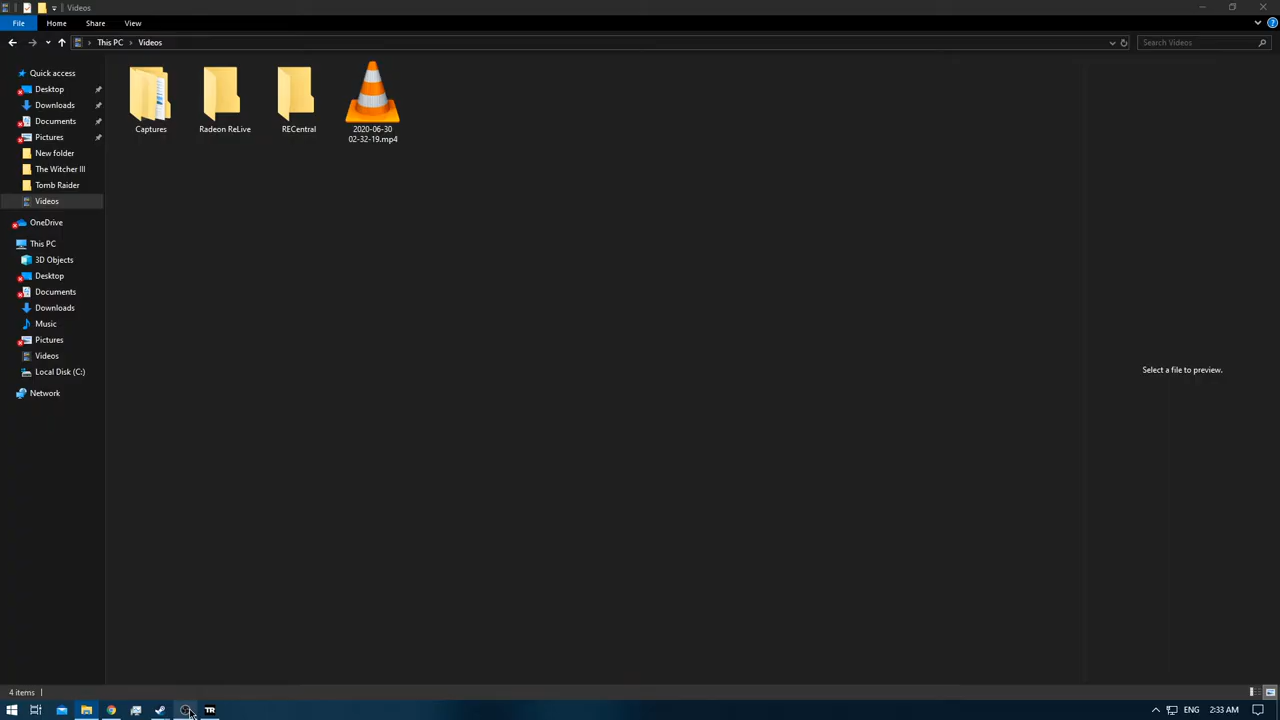 Videos
File
Home
Share
View
This PC
Videos
Search Videos
Quick access
Desktop
Downloads
Documents
Pictures
New folder
The Witcher III
Tomb Raider
Videos
OneDrive
This PC
3D Objects
Desktop
Documents
Downloads
Music
Pictures
Videos
Local Disk (C:)
Network
Captures
Radeon ReLive
RECentral
2020-06-30
02-32-19.mp4
Select a file to preview.
4 items
TR
ENG
2:33 AM